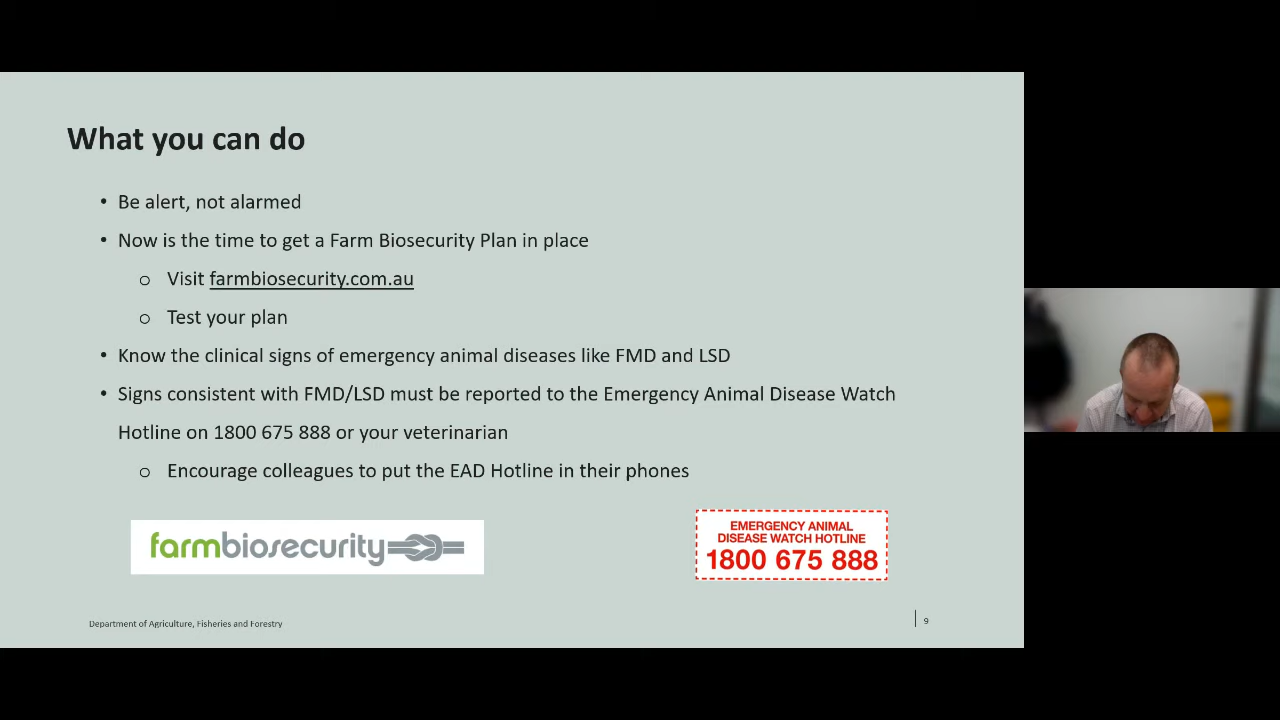 What you can do
• Be alert, not alarmed
• Now is the time to get a Farm Biosecurity Plan in place
o Visit farmbiosecurity.com.au
o Test your plan
• Know the clinical signs of emergency animal diseases like FMD and LSD
• Signs consistent with FMD/LSD must be reported to the Emergency Animal Disease Watch
Hotline on 1800 675 888 or your veterinarian
o Encourage colleagues to put the EAD Hotline in their phones
farmbiosecurity
EMERGENCY ANIMAL
DISEASE WATCH HOTLINE
1800 675 888
Department of Agriculture, Fisheries and Forestry
9